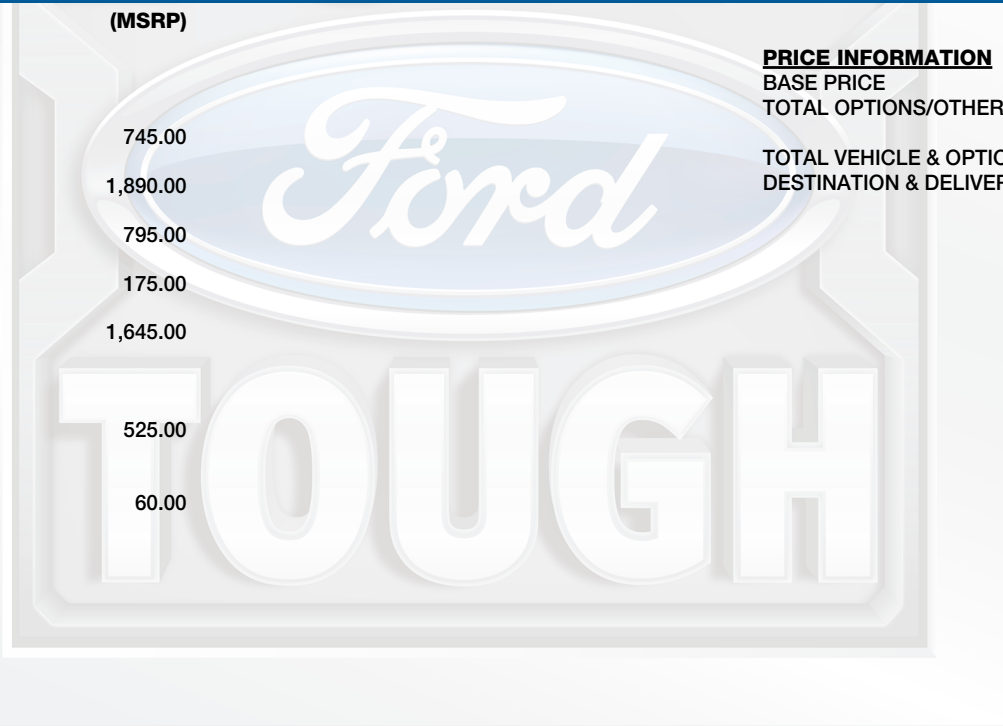 (MSRP)
745.00
1,890.00
795.00
175.00
1,645.00
525.00
60.00
PRICE INFORMATION
BASE PRICE
TOTAL OPTIONS/OTHER
TOTAL VEHICLE & OPTIO
DESTINATION & DELIVER
Ford
TOUGH